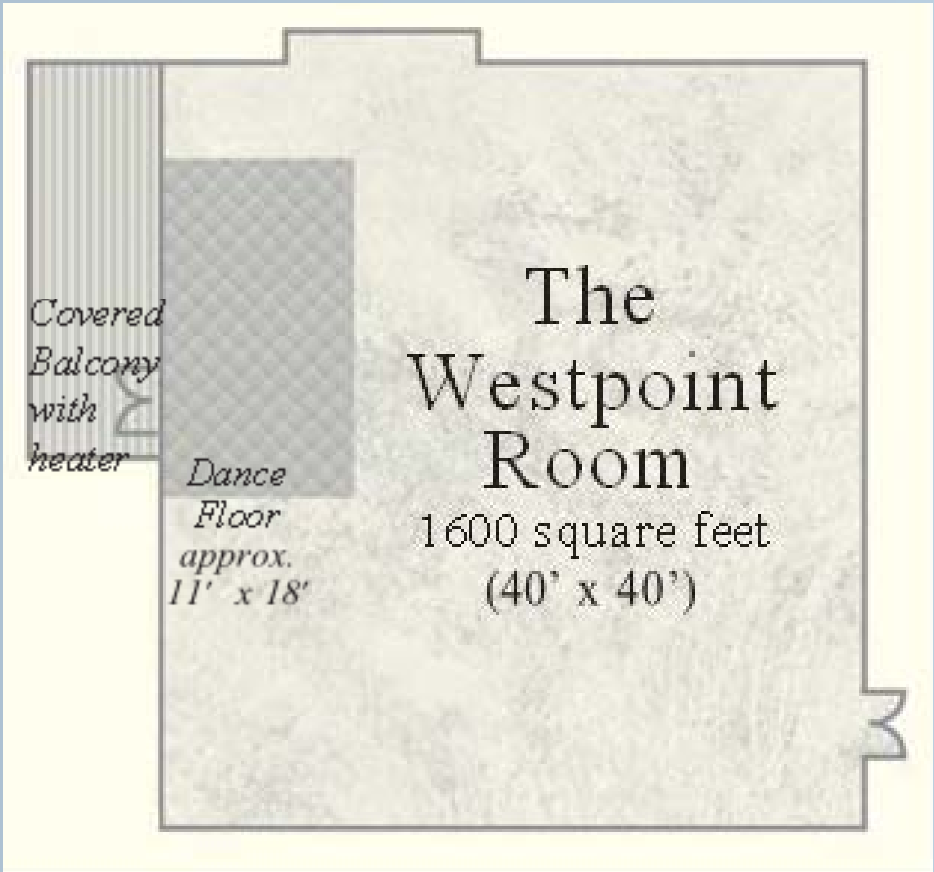 The
Westpoint
Room
1600 square feet
(40’ x 40’)
Covered
Balcony
with
heater
Dance
Floor
approx.
11' x 18'